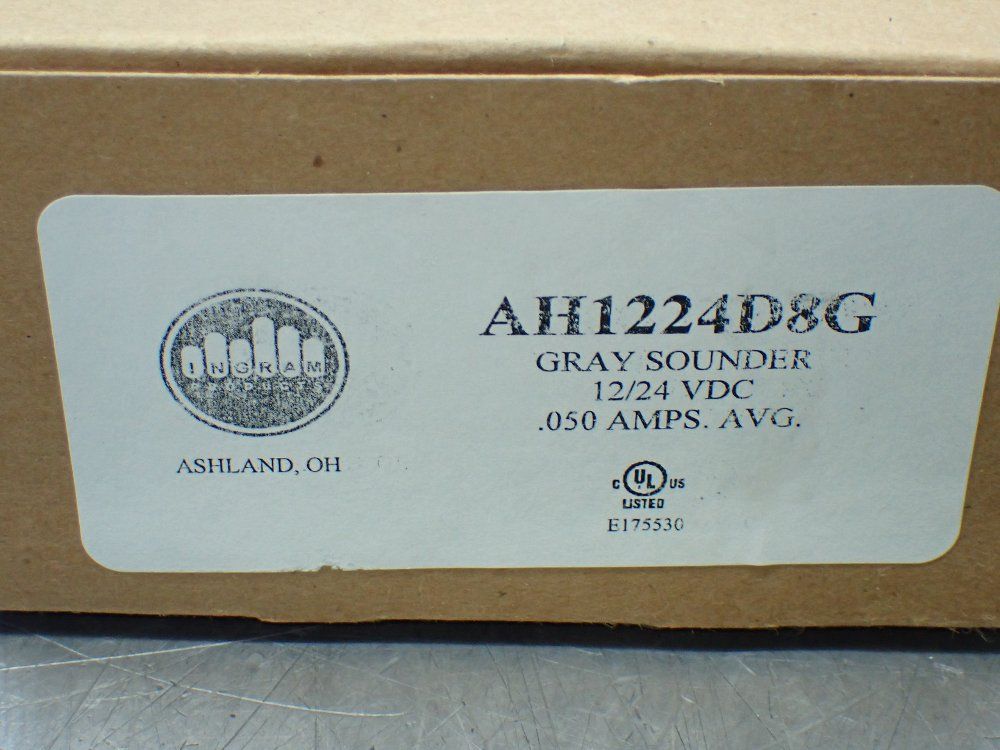 INGRAM
ASHLAND, OH
AH1224D8G
GRAY SOUNDER
12/24 VDC
.050 AMPS. AVG.
C UL US
LISTED
E175530